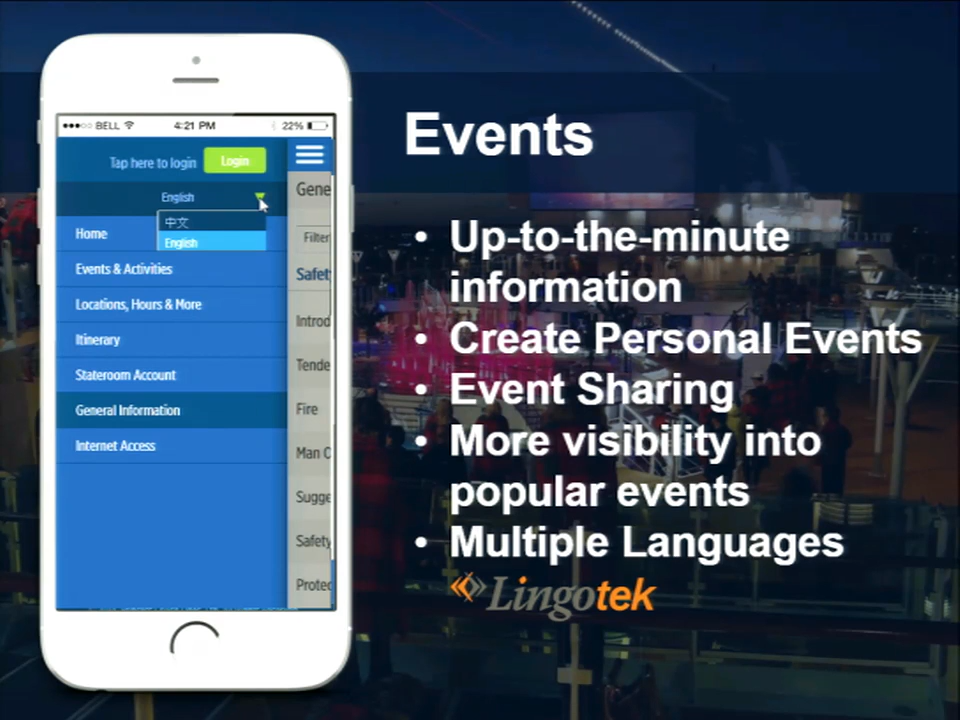 BELL
4:21 PM
22%
Tap here to login
Login
English
中文
English
Home
Events & Activities
Locations, Hours & More
Itinerary
Stateroom Account
General Information
Internet Access
Gene
Filter
Safet
Introd
Tende
Fire
Man O
Sugge
Safety
Protec
Events
• Up-to-the-minute
information
• Create Personal Events
• Event Sharing
• More visibility into
popular events
• Multiple Languages
Lingotek